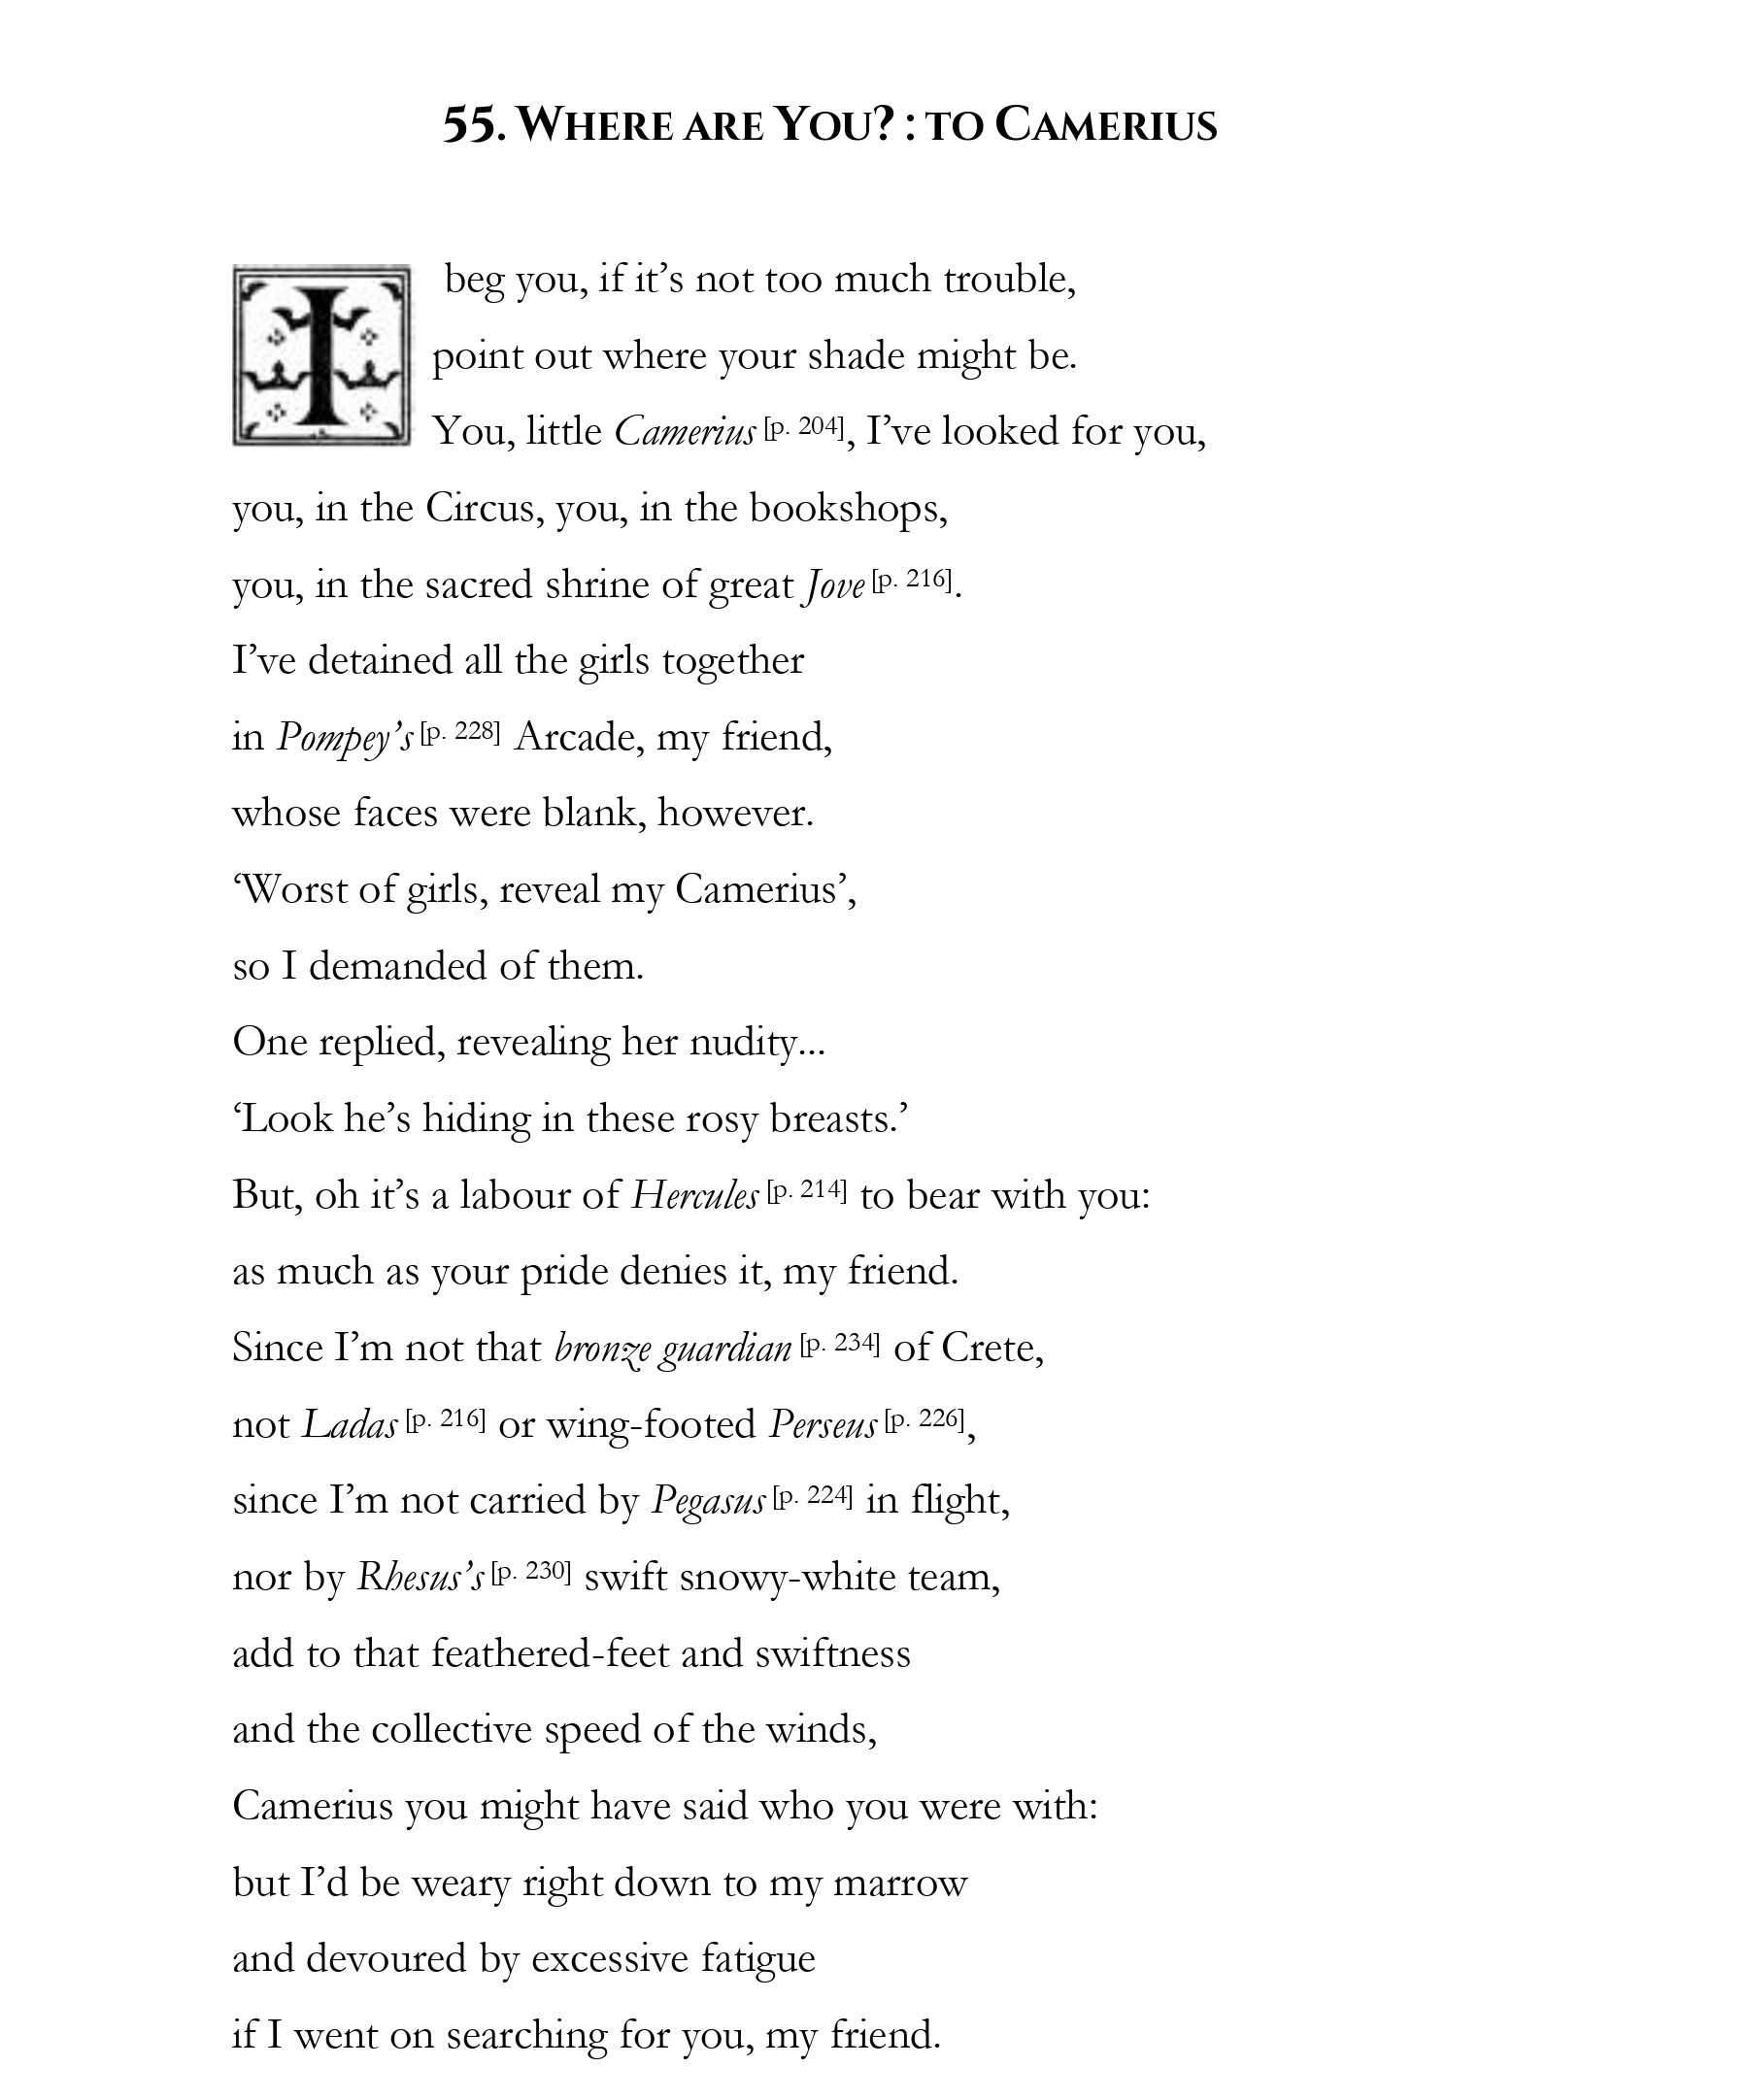 55. WHERE ARE YOU? : TO CAMERIUS
I beg you, if it’s not too much trouble,
point out where your shade might be.
You, little Camerius [p. 204], I’ve looked for you,
you, in the Circus, you, in the bookshops,
you, in the sacred shrine of great Jove [p. 216].
I’ve detained all the girls together
in Pompey’s [p. 228] Arcade, my friend,
whose faces were blank, however.
‘Worst of girls, reveal my Camerius’,
so I demanded of them.
One replied, revealing her nudity...
‘Look he’s hiding in these rosy breasts.’
But, oh it’s a labour of Hercules [p. 214] to bear with you:
as much as your pride denies it, my friend.
Since I’m not that bronze guardian [p. 234] of Crete,
not Ladas [p. 216] or wing-footed Perseus [p. 226],
since I’m not carried by Pegasus [p. 224] in flight,
nor by Rhesus’s [p. 230] swift snowy-white team,
add to that feathered-feet and swiftness
and the collective speed of the winds,
Camerius you might have said who you were with:
but I’d be weary right down to my marrow
and devoured by excessive fatigue
if I went on searching for you, my friend.